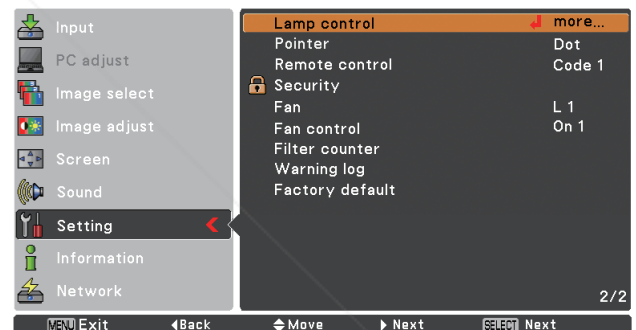 Input
PC adjust
Image select
Image adjust
Screen
Sound
Setting
Information
Network
Lamp control more...
Pointer Dot
Remote control Code 1
Security
Fan L 1
Fan control On 1
Filter counter
Warning log
Factory default
2/2
MENU Exit Back Move Next SELECT Next